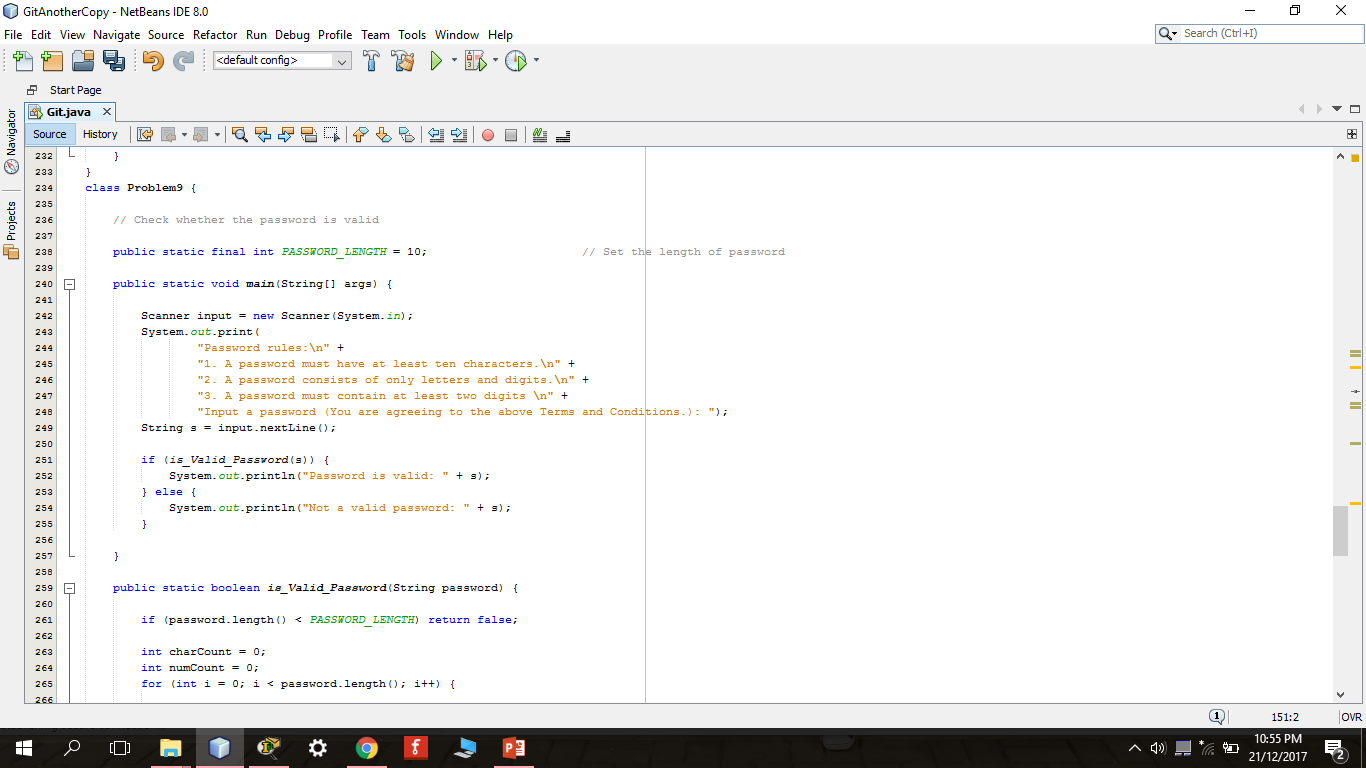 GitAnotherCopy - NetBeans IDE 8.0
File Edit View Navigate Source Refactor Run Debug Profile Team Tools Window Help
Search (Ctrl+I)
<default config>
Start Page
Git.java
Source History
Navigator
Projects
232 }
233 }
234 class Problem9 {
235
236 // Check whether the password is valid
237
238 public static final int PASSWORD_LENGTH = 10; // Set the length of password
239
240 public static void main(String[] args) {
241
242 Scanner input = new Scanner(System.in);
243 System.out.print(
244 "Password rules:\n" +
245 "1. A password must have at least ten characters.\n" +
246 "2. A password consists of only letters and digits.\n" +
247 "3. A password must contain at least two digits \n" +
248 "Input a password (You are agreeing to the above Terms and Conditions.): ");
249 String s = input.nextLine();
250
251 if (is_Valid_Password(s)) {
252 System.out.println("Password is valid: " + s);
253 } else {
254 System.out.println("Not a valid password: " + s);
255 }
256
257 }
258
259 public static boolean is_Valid_Password(String password) {
260
261 if (password.length() < PASSWORD_LENGTH) return false;
262
263 int charCount = 0;
264 int numCount = 0;
265 for (int i = 0; i < password.length(); i++) {
266
1
151:2
OVR
10:55 PM
21/12/2017
2